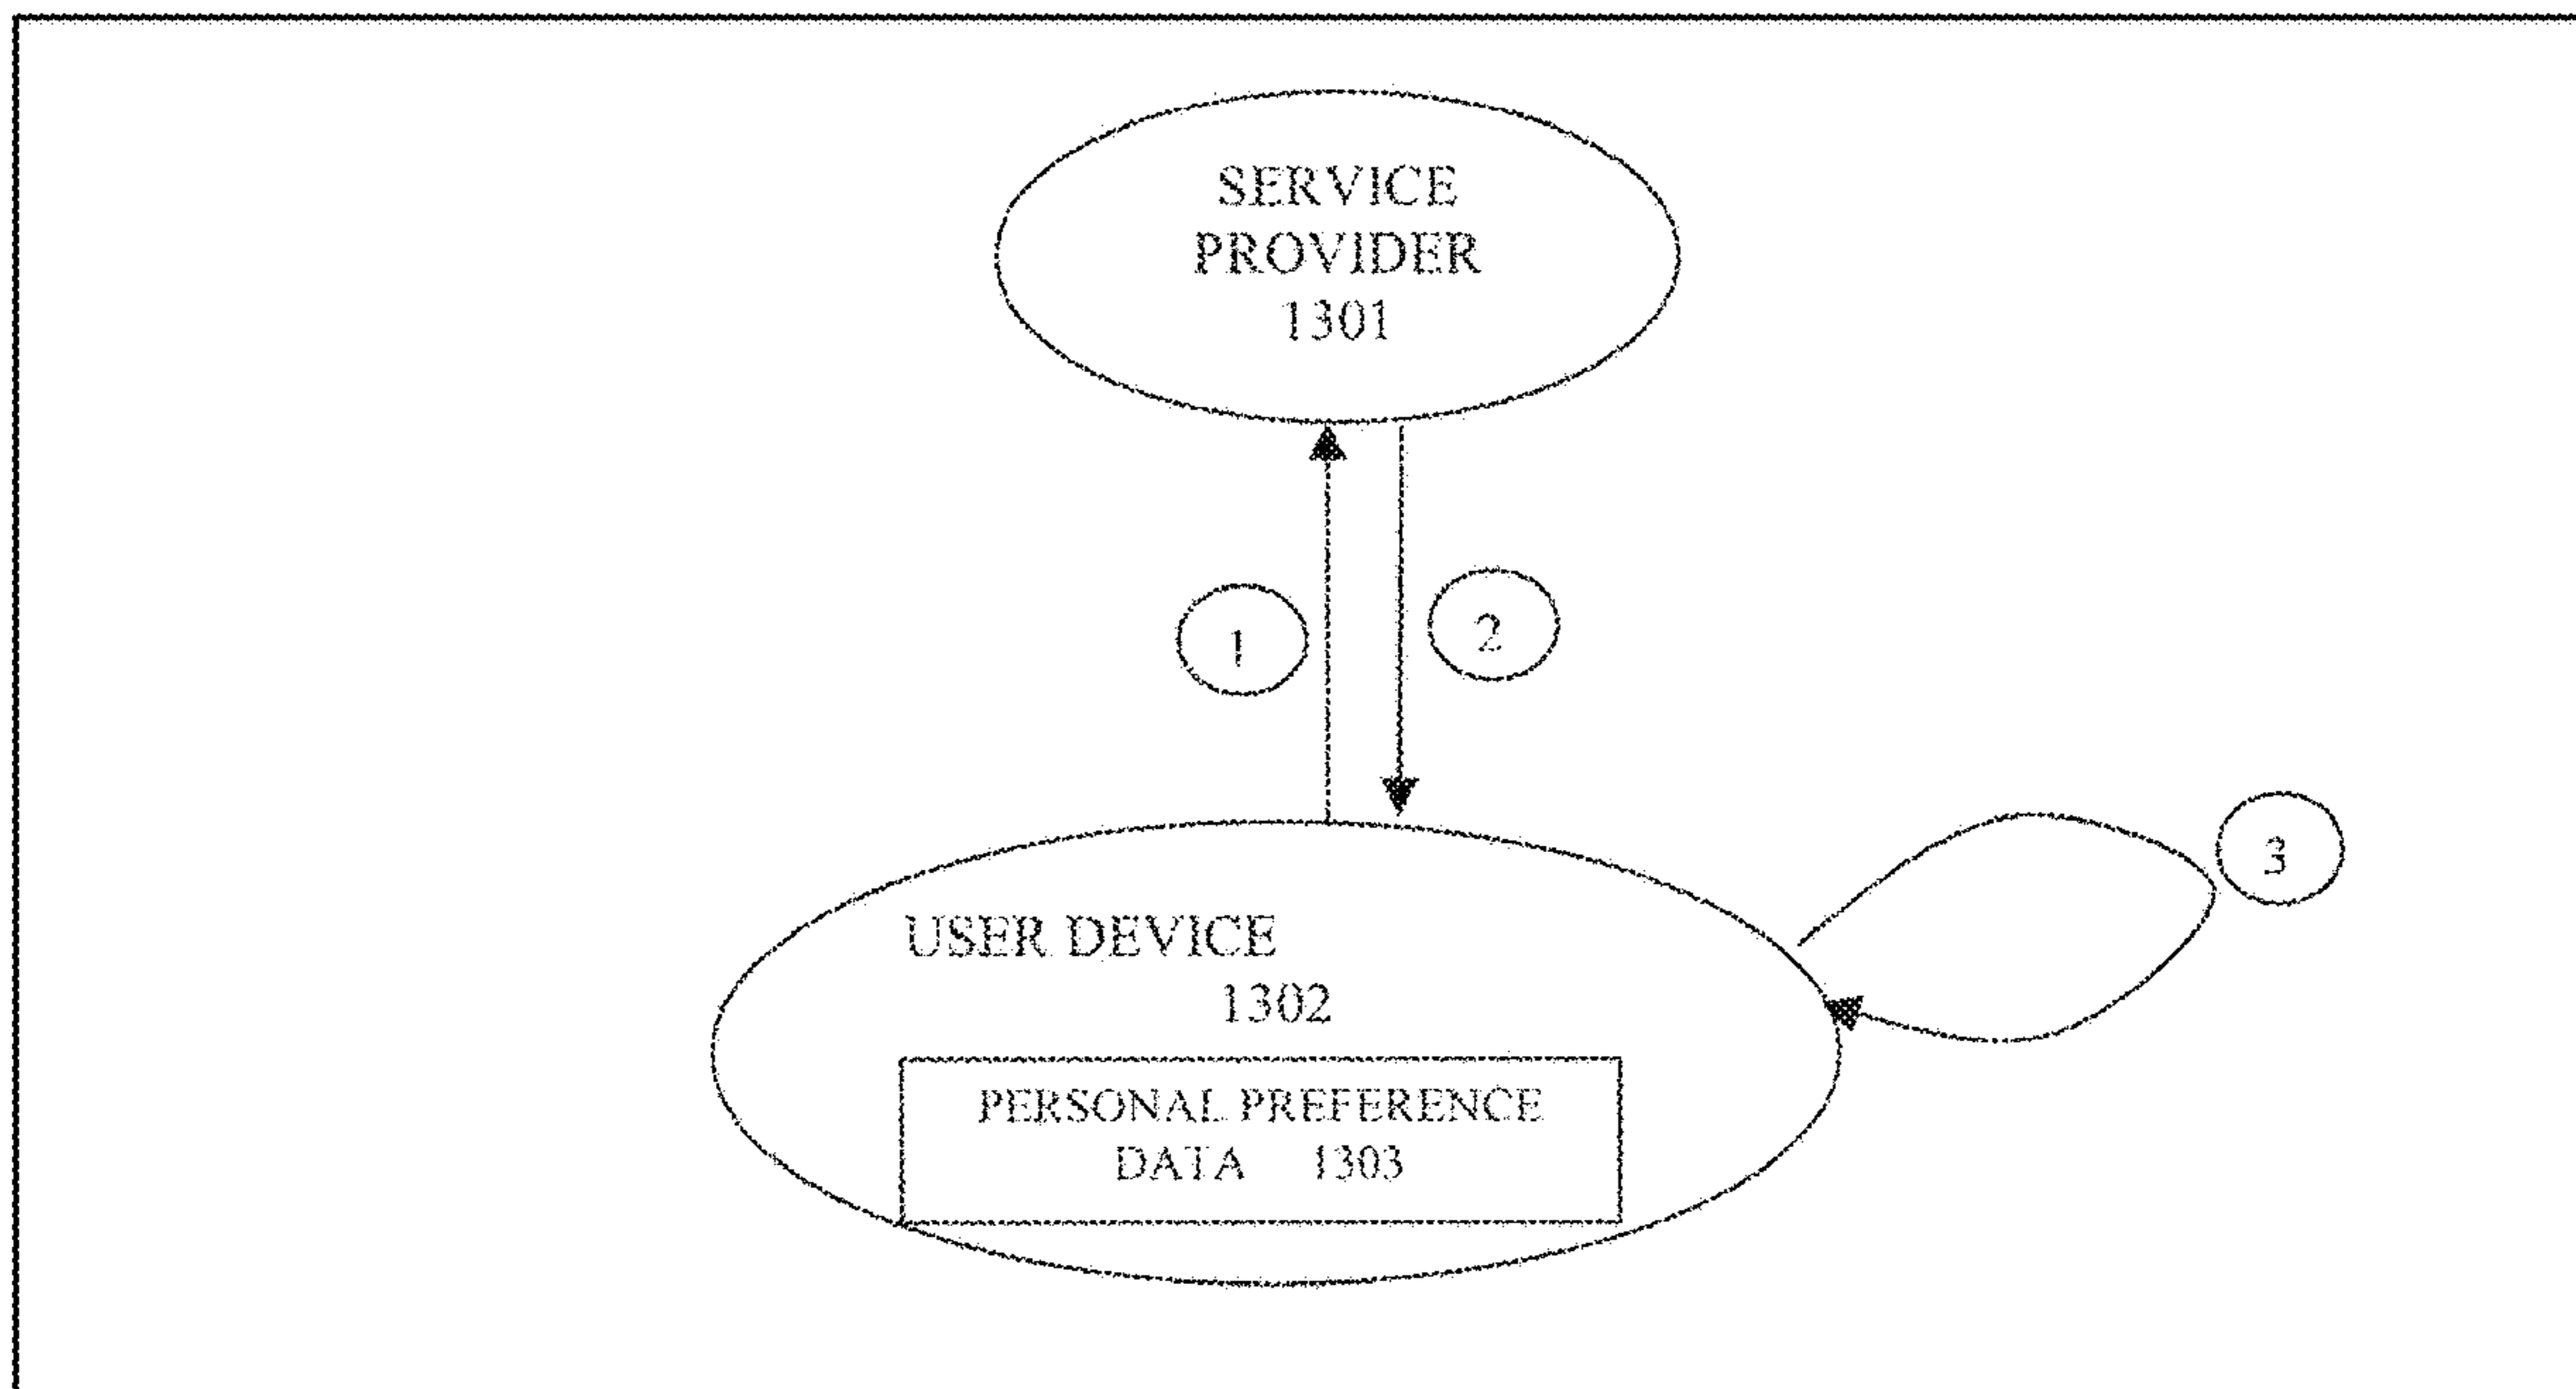 SERVICE
PROVIDER
1301
1
2
3
USER DEVICE
1302
PERSONAL PREFERENCE
DATA 1303